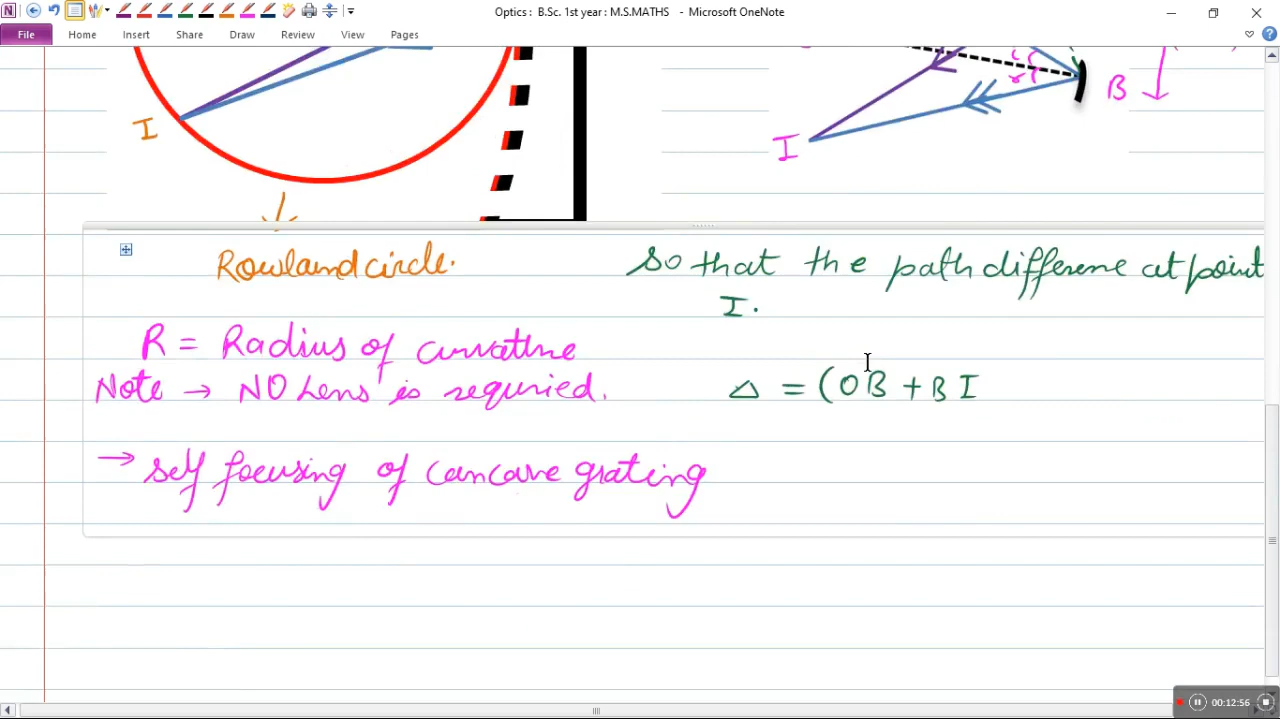 Optics : B.Sc. 1st year : M.S.MATHS - Microsoft OneNote
File Home Insert Share Draw Review View Pages
I
B
I
Rowland circle.
so that the path difference at point
I.
R = Radius of curvature
Note → NO Lens is requried.
Δ = (OB + BI
→ self focusing of concave grating
00:12:56